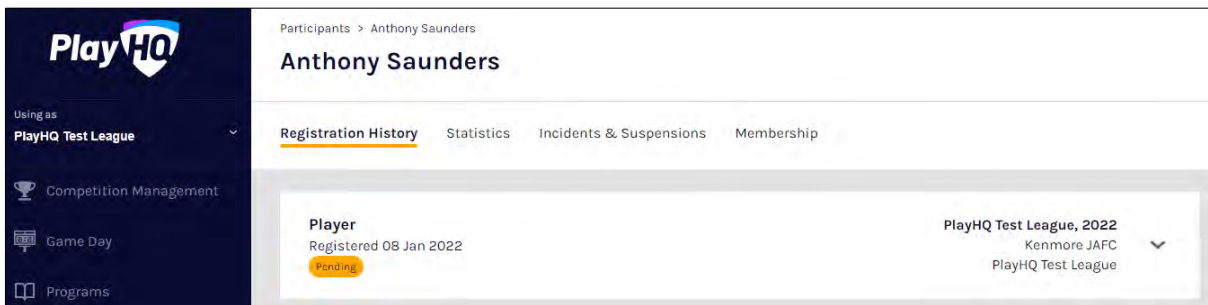 PlayHQ
Using as
PlayHQ Test League
Competition Management
Game Day
Programs
Participants > Anthony Saunders
Anthony Saunders
Registration History Statistics Incidents & Suspensions Membership
Player
Registered 08 Jan 2022
Pending
PlayHQ Test League, 2022
Kenmore JAFC
PlayHQ Test League